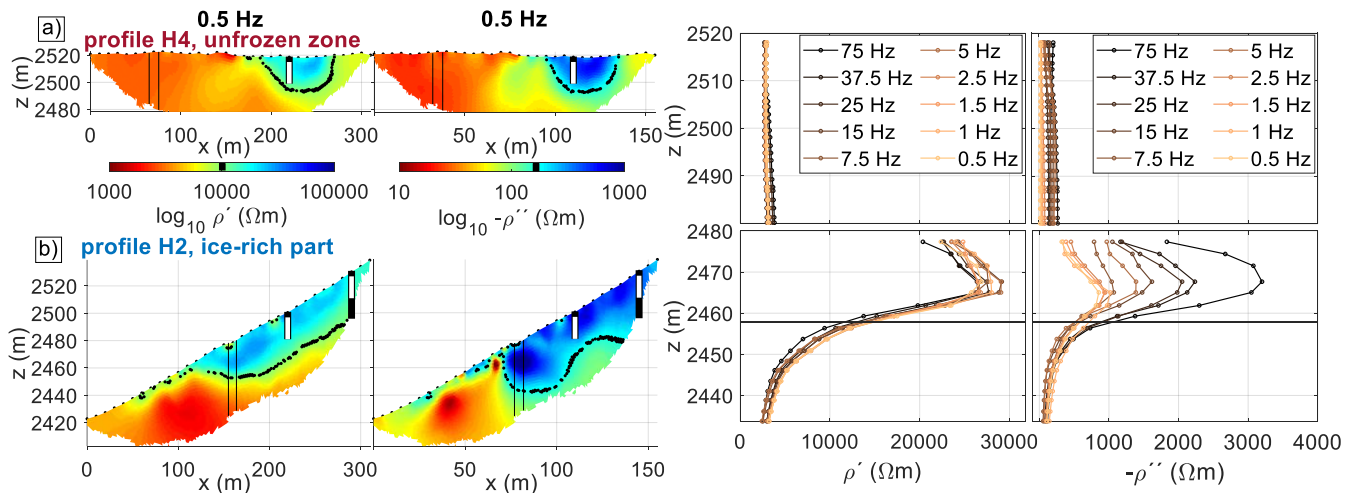 a)
0.5 Hz
0.5 Hz
profile H4, unfrozen zone
z (m)
2520
2500
2480
0
100
200
300
x (m)
0
50
100
150
x (m)
1000
10000
100000
log10 ρ´ (Ωm)
10
100
1000
log10 -ρ´´ (Ωm)
b)
profile H2, ice-rich part
z (m)
2520
2500
2480
2460
2440
2420
0
100
200
300
x (m)
0
50
100
150
x (m)
z (m)
2520
2510
2500
2490
2480
75 Hz
5 Hz
37.5 Hz
2.5 Hz
25 Hz
1.5 Hz
15 Hz
1 Hz
7.5 Hz
0.5 Hz
z (m)
75 Hz
5 Hz
37.5 Hz
2.5 Hz
25 Hz
1.5 Hz
15 Hz
1 Hz
7.5 Hz
0.5 Hz
z (m)
2480
2470
2460
2450
2440
0
10000
20000
30000
ρ´ (Ωm)
z (m)
0
1000
2000
3000
4000
-ρ´´ (Ωm)